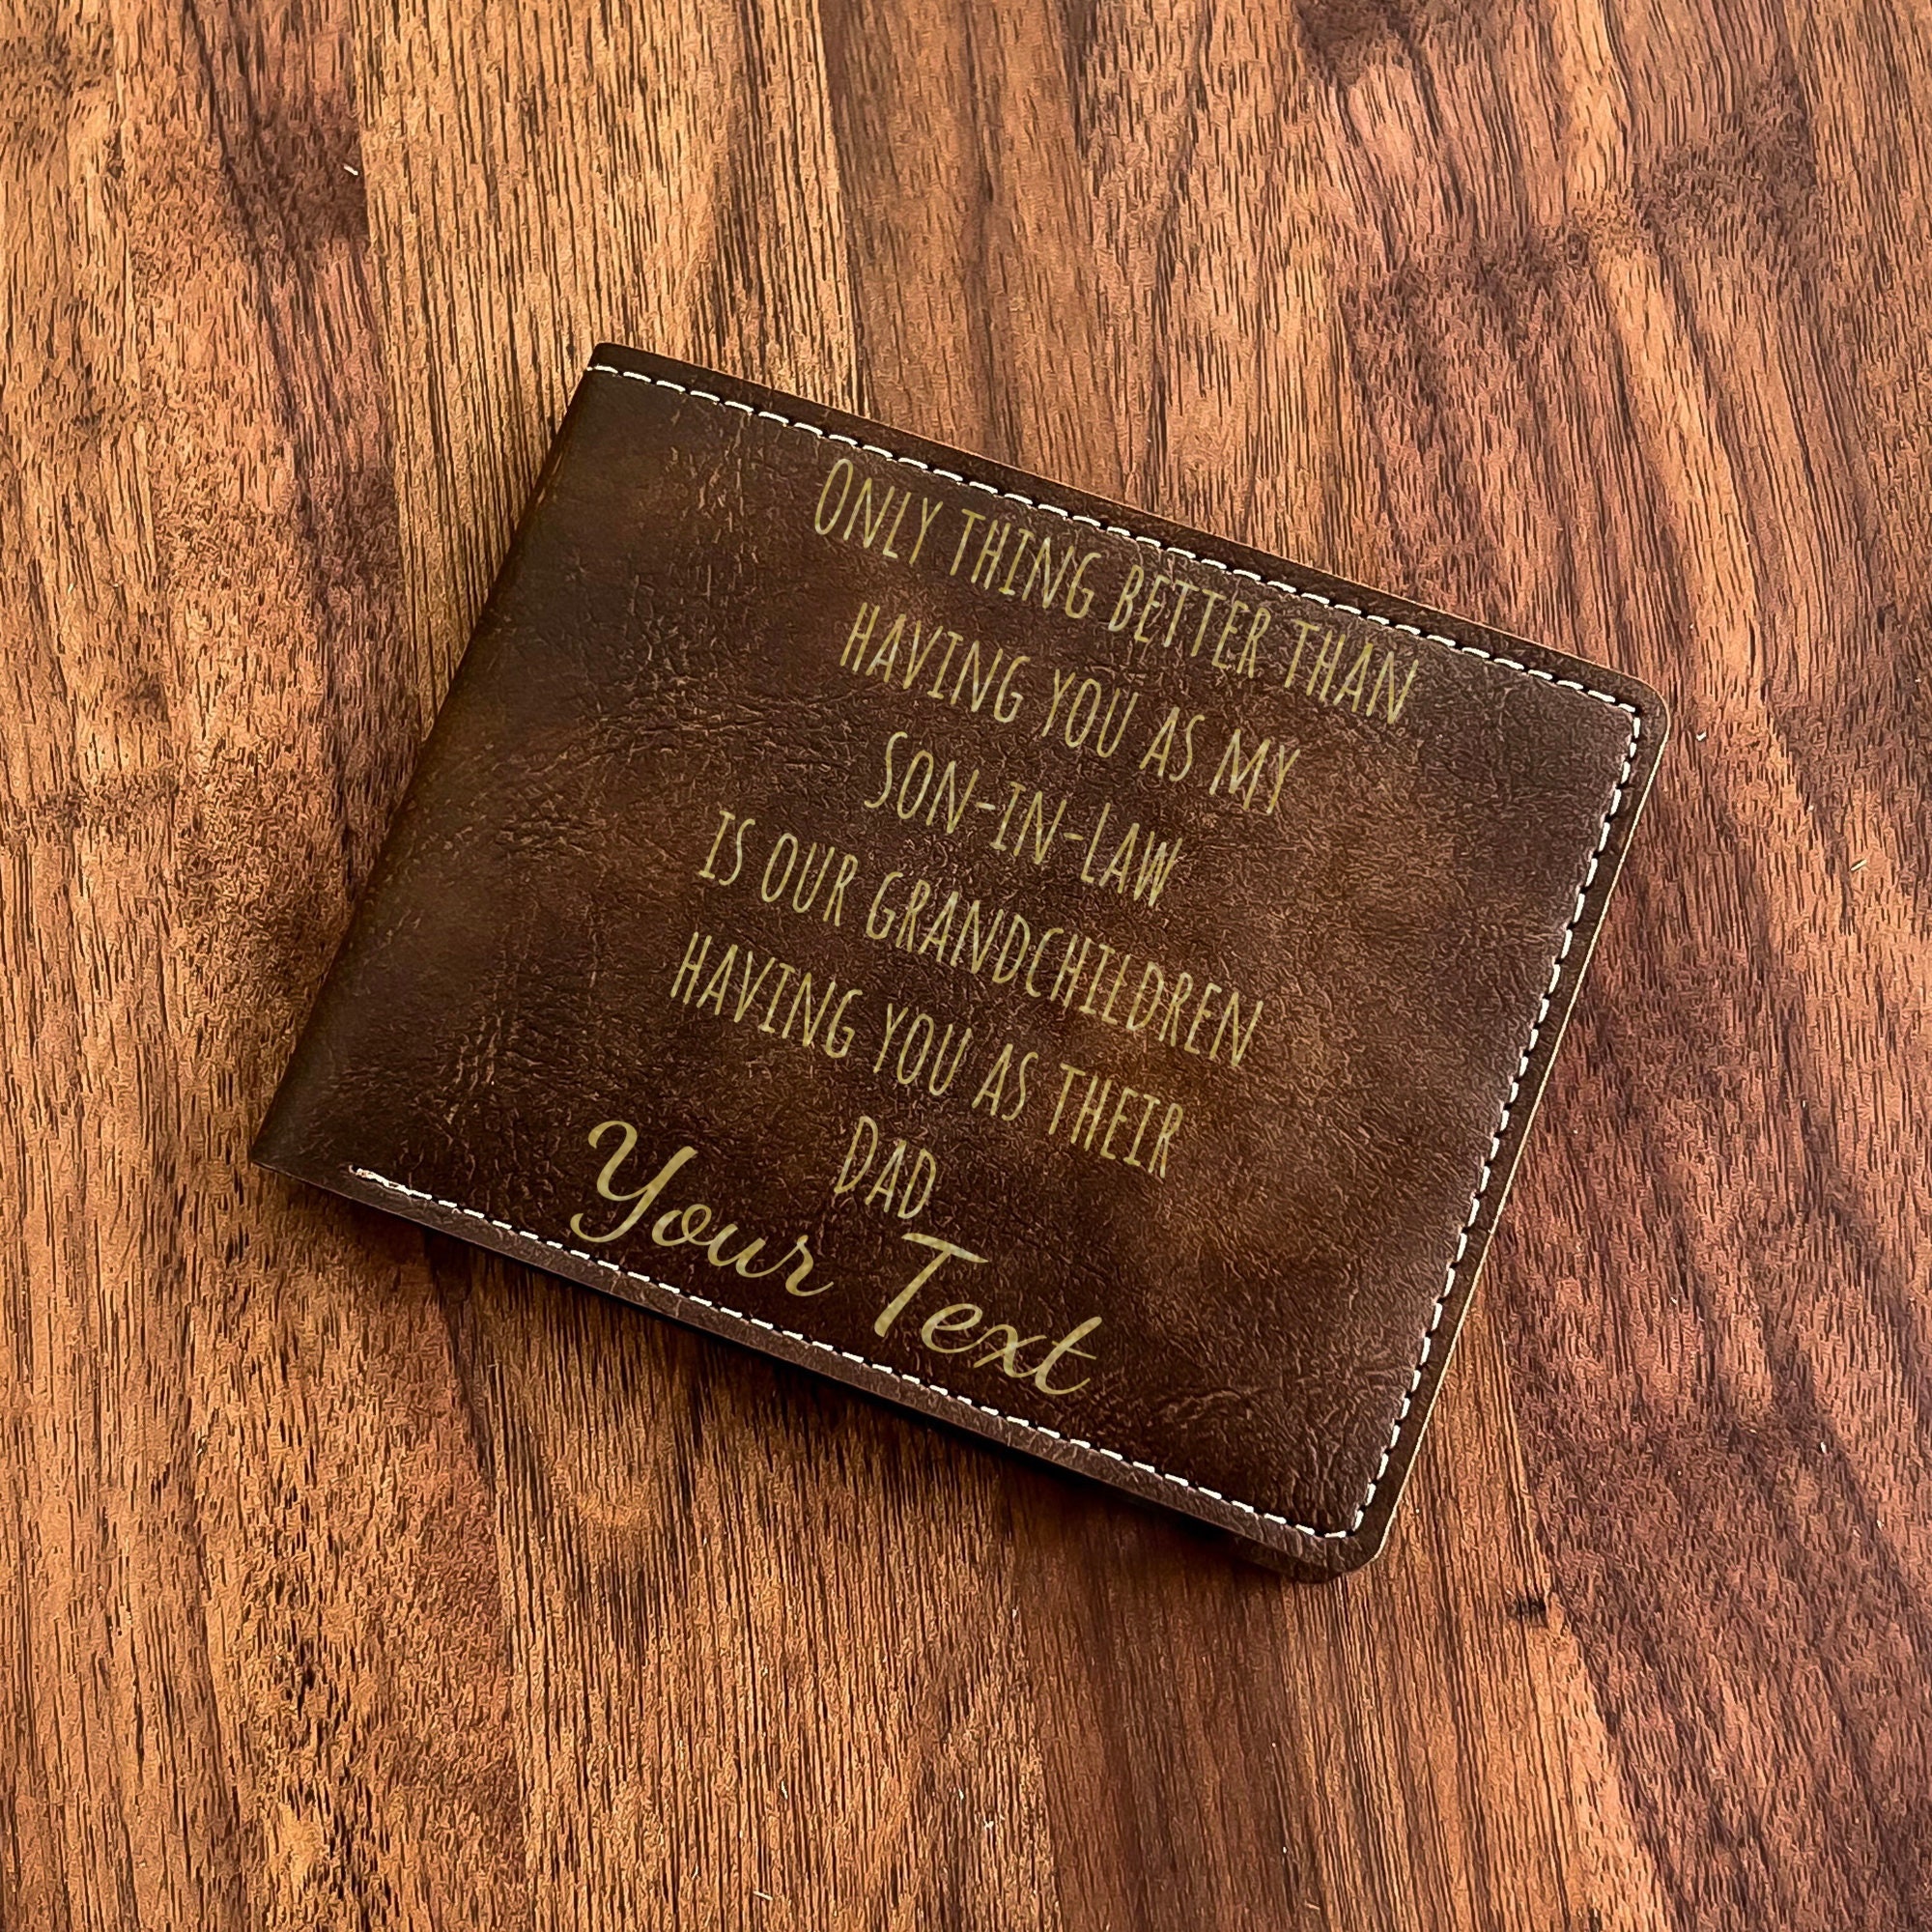 Only thing better than
having you as my
Son-in-Law
is our grandchildren
having you as their
Dad
Your Text